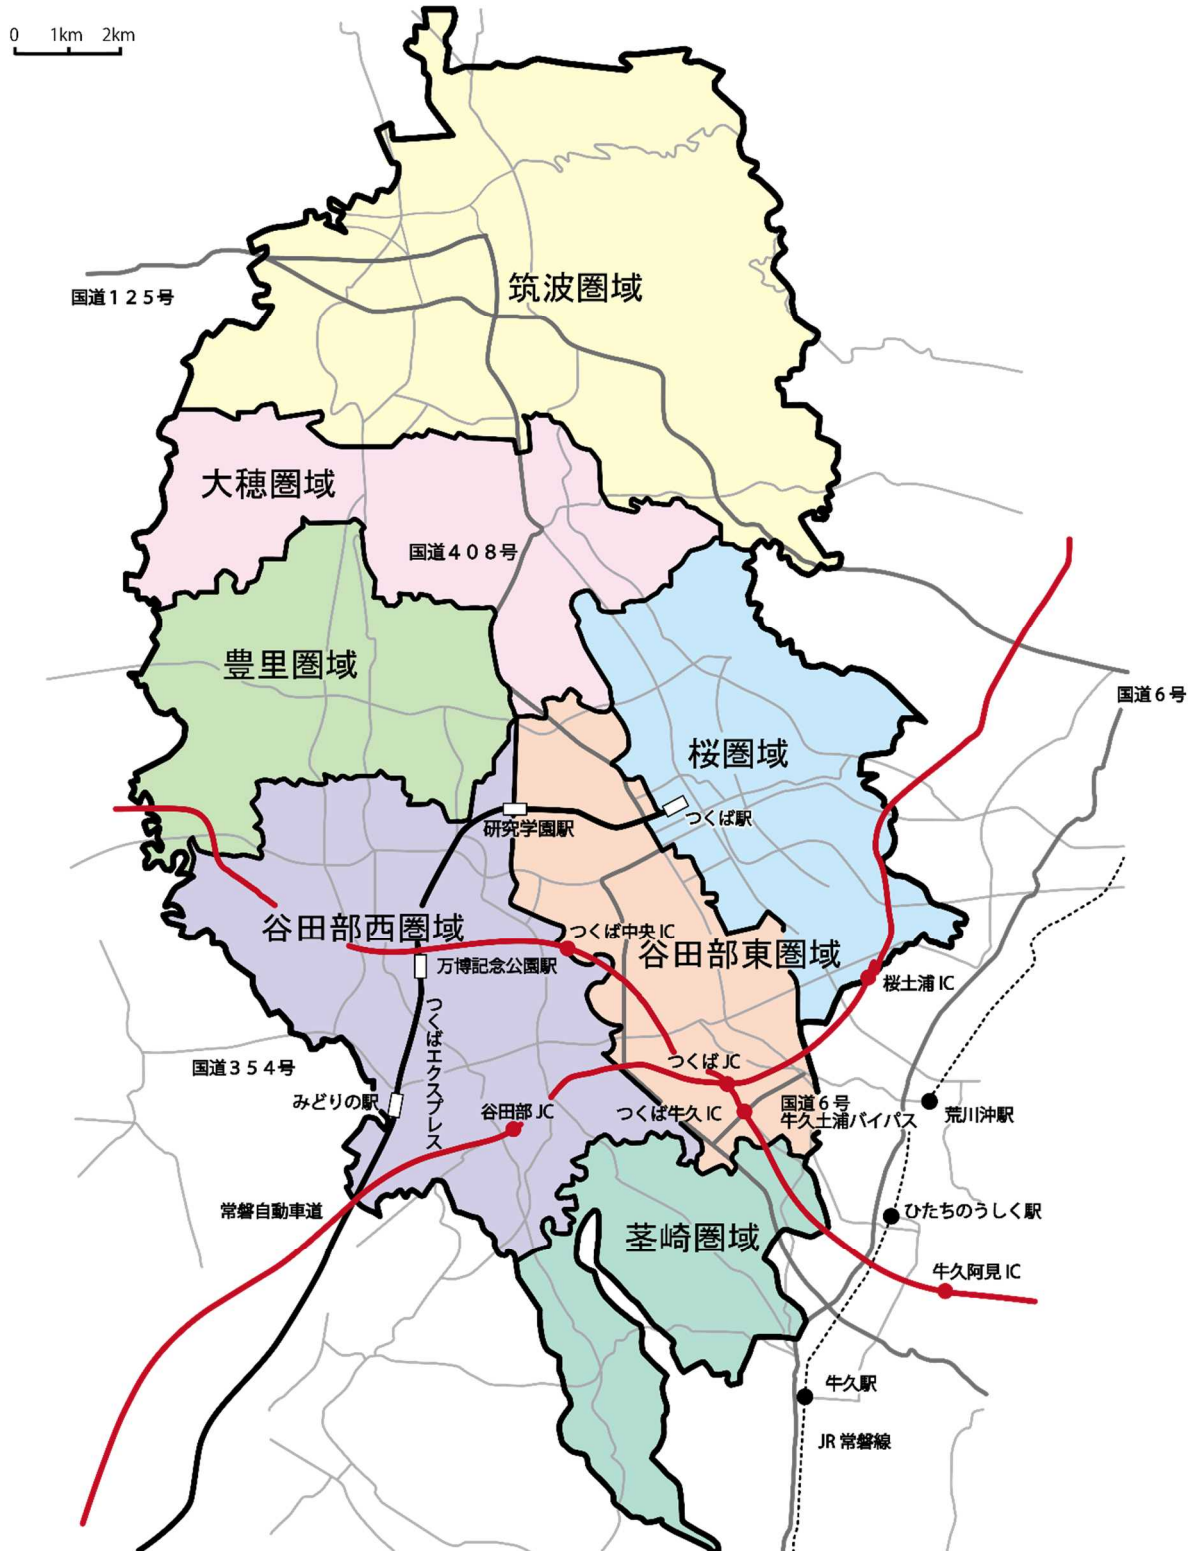 0 1km 2km
国道１２５号
筑波圏域
大穂圏域
国道４０８号
豊里圏域
国道６号
桜圏域
つくば駅
研究学園駅
谷田部西圏域
つくば中央 IC
谷田部東圏域
万博記念公園駅
桜土浦 IC
つくばエクスプレス
国道３５４号
つくば JC
みどりの駅
谷田部 JC
つくば牛久 IC
国道６号
牛久土浦バイパス
荒川沖駅
常磐自動車道
ひたちのうしく駅
茎崎圏域
牛久阿見 IC
牛久駅
JR 常磐線